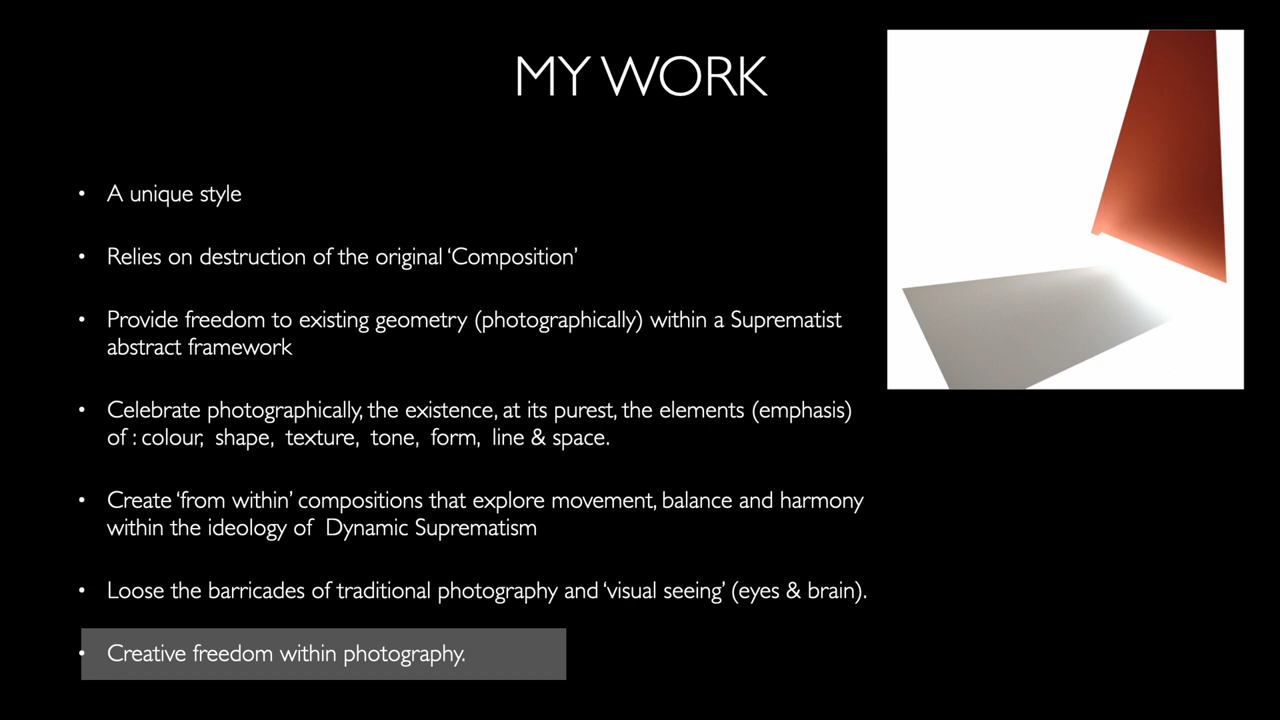 MY WORK
• A unique style
• Relies on destruction of the original ‘Composition’
• Provide freedom to existing geometry (photographically) within a Suprematist
abstract framework
• Celebrate photographically, the existence, at its purest, the elements (emphasis)
of : colour, shape, texture, tone, form, line & space.
• Create ‘from within’ compositions that explore movement, balance and harmony
within the ideology of Dynamic Suprematism
• Loose the barricades of traditional photography and ‘visual seeing’ (eyes & brain).
• Creative freedom within photography.